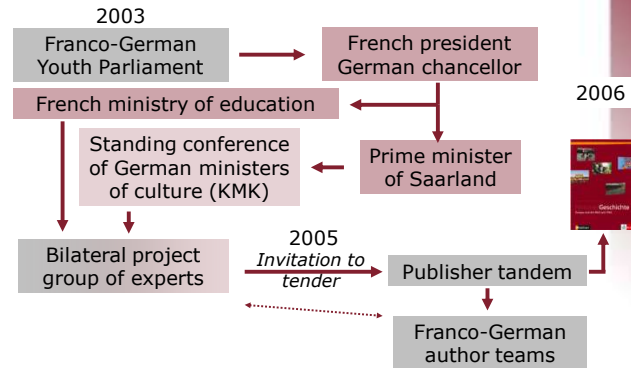 2003
Franco-German
Youth Parliament
French president
German chancellor
French ministry of education
2006
Standing conference
of German ministers
of culture (KMK)
Prime minister
of Saarland
Geschichte
Bilateral project
group of experts
2005
Invitation to
tender
Publisher tandem
Franco-German
author teams